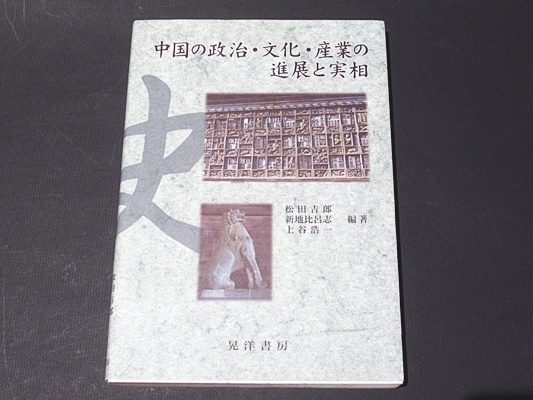 中国の政治・文化・産業の
進展と実相
史
松田吉郎
新地比呂志 編著
上谷浩一
晃洋書房